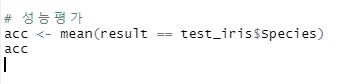 # 성능평가
acc <- mean(result == test_iris$Species)
acc